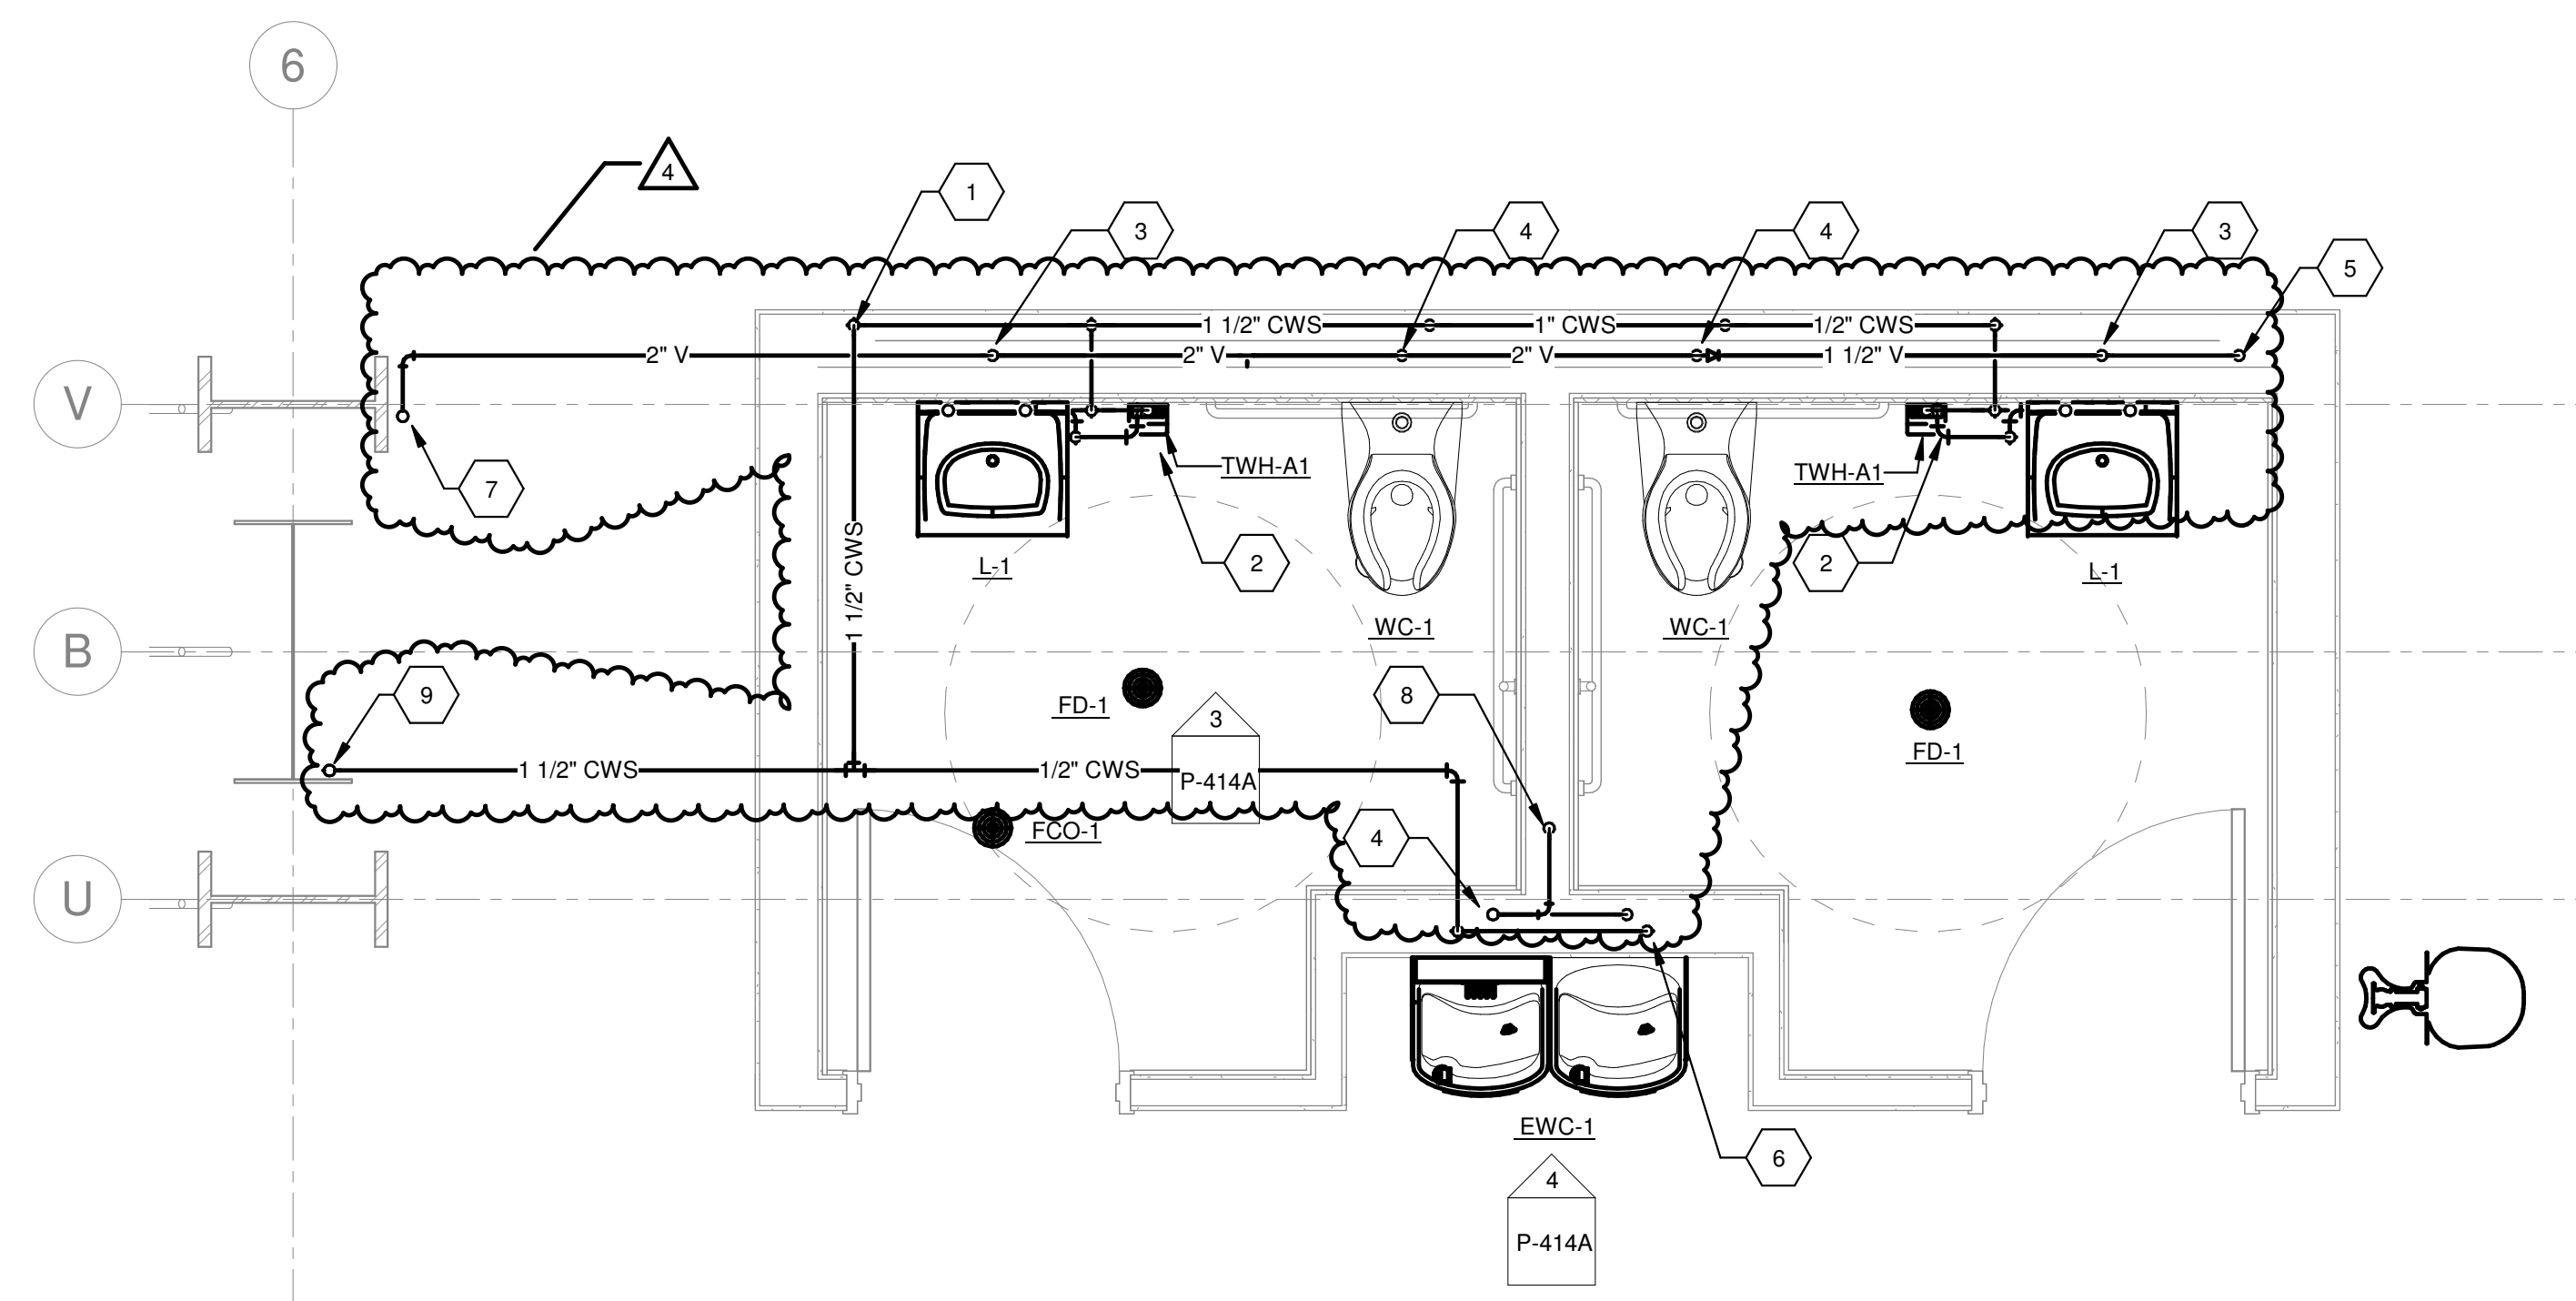 6
4
1
3
4
4
3
5
1 1/2" CWS
1" CWS
1/2" CWS
2" V
2" V
2" V
1 1/2" V
V
7
TWH-A1
TWH-A1
2
2
L-1
L-1
1 1/2" CWS
WC-1
WC-1
B
9
FD-1
3
8
FD-1
1 1/2" CWS
1/2" CWS
P-414A
FCO-1
4
U
EWC-1
6
4
P-414A